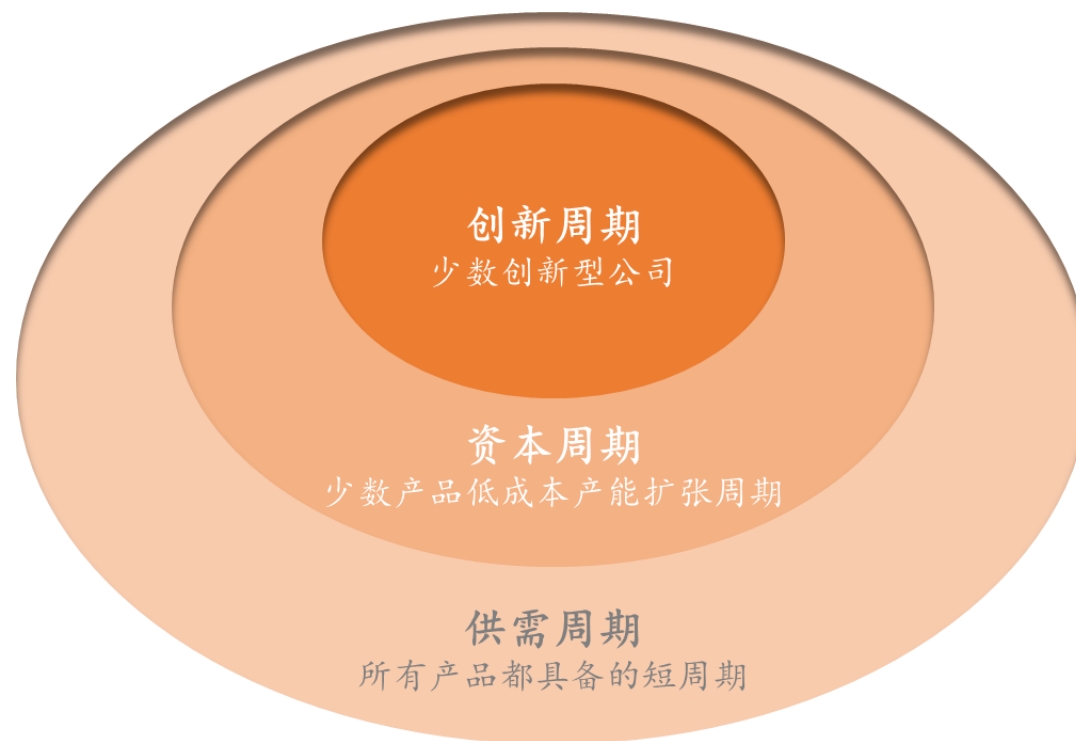 创新周期
少数创新型公司
资本周期
少数产品低成本产能扩张周期
供需周期
所有产品都具备的短周期